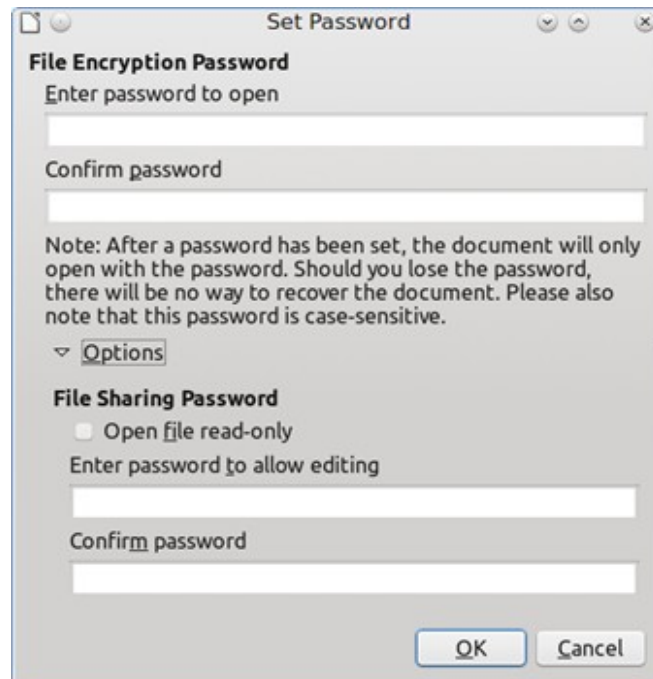 Set Password
File Encryption Password
Enter password to open
Confirm password
Note: After a password has been set, the document will only
open with the password. Should you lose the password,
there will be no way to recover the document. Please also
note that this password is case-sensitive.
Options
File Sharing Password
Open file read-only
Enter password to allow editing
Confirm password
OK Cancel